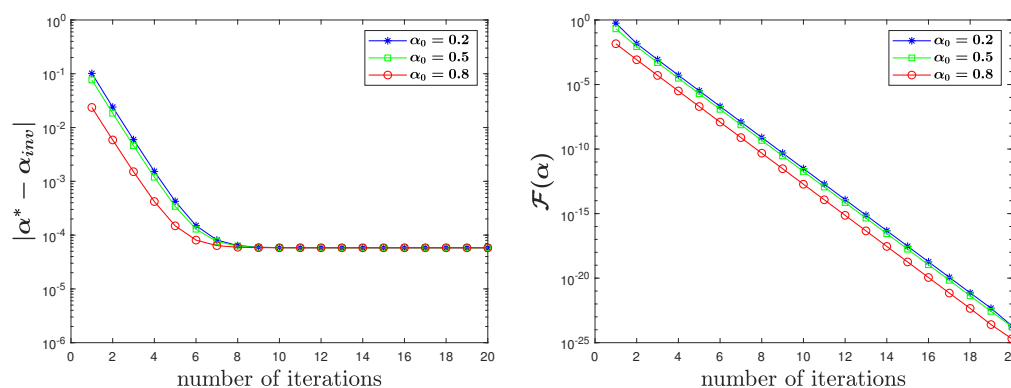 10^0
10^-1
10^-2
10^-3
10^-4
10^-5
10^-6
0 2 4 6 8 10 12 14 16 18 20
number of iterrations
|α* − α_inv|
α₀ = 0.2
α₀ = 0.5
α₀ = 0.8
10^0
10^-5
10^-10
10^-15
10^-20
10^-25
0 2 4 6 8 10 12 14 16 18 20
number of iterations
𝓕(α)
α₀ = 0.2
α₀ = 0.5
α₀ = 0.8